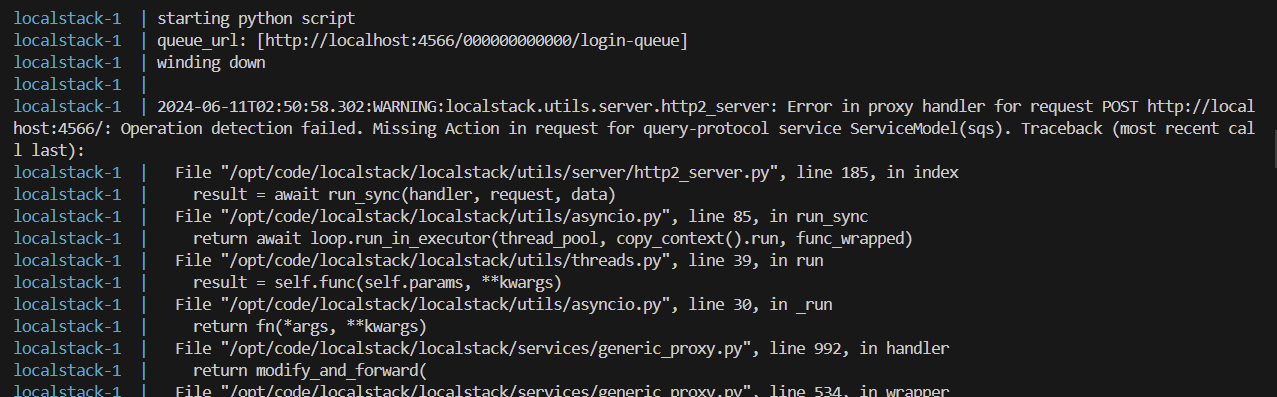 localstack-1  | starting python script
localstack-1  | queue_url: [http://localhost:4566/000000000000/login-queue]
localstack-1  | winding down
localstack-1  |
localstack-1  | 2024-06-11T02:50:58.302:WARNING:localstack.utils.server.http2_server: Error in proxy handler for request POST http://local
host:4566/: Operation detection failed. Missing Action in request for query-protocol service ServiceModel(sqs). Traceback (most recent cal
l last):
localstack-1  |   File "/opt/code/localstack/localstack/utils/server/http2_server.py", line 185, in index
localstack-1  |     result = await run_sync(handler, request, data)
localstack-1  |   File "/opt/code/localstack/localstack/utils/asyncio.py", line 85, in run_sync
localstack-1  |     return await loop.run_in_executor(thread_pool, copy_context().run, func_wrapped)
localstack-1  |   File "/opt/code/localstack/localstack/utils/threads.py", line 39, in run
localstack-1  |     result = self.func(self.params, **kwargs)
localstack-1  |   File "/opt/code/localstack/localstack/utils/asyncio.py", line 30, in _run
localstack-1  |     return fn(*args, **kwargs)
localstack-1  |   File "/opt/code/localstack/localstack/services/generic_proxy.py", line 992, in handler
localstack-1  |     return modify_and_forward(
localstack-1  |   File "/opt/code/localstack/localstack/services/generic_proxy.py", line 534, in wrapper